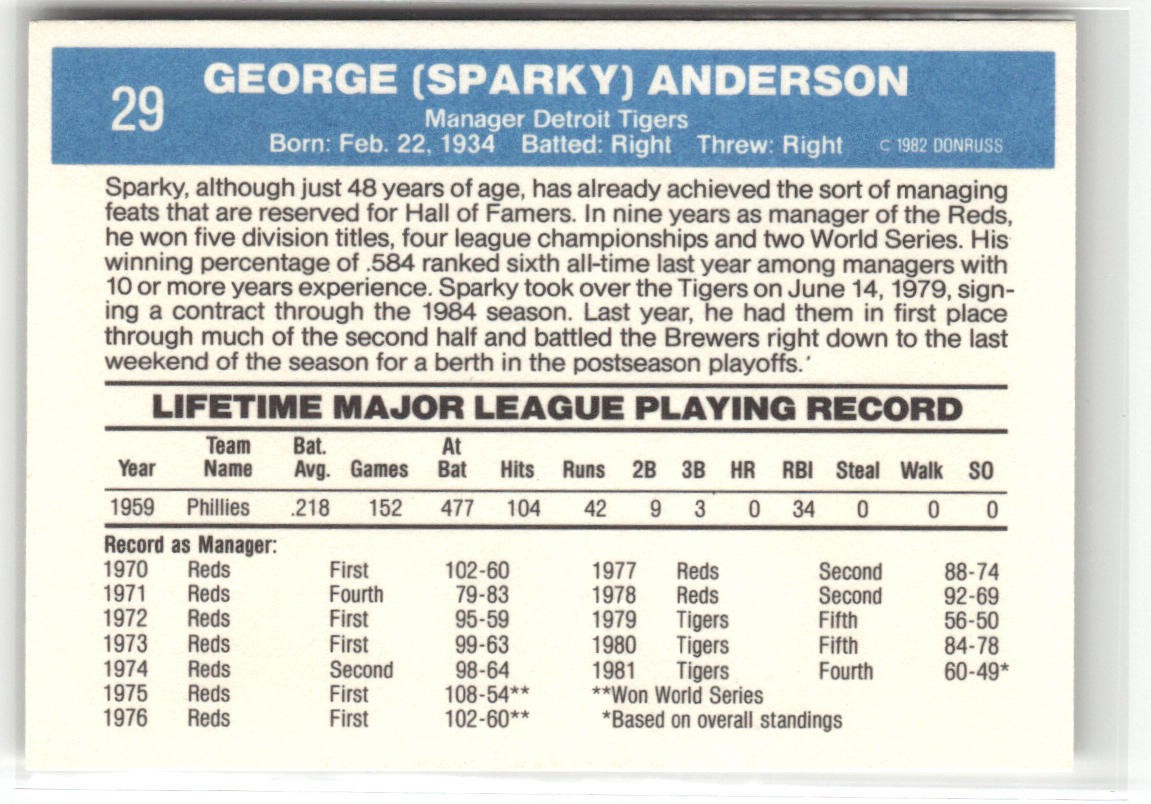 29
GEORGE (SPARKY) ANDERSON
Manager Detroit Tigers
Born: Feb. 22, 1934 Batted: Right Threw: Right © 1982 DONRUSS
Sparky, although just 48 years of age, has already achieved the sort of managing
feats that are reserved for Hall of Famers. In nine years as manager of the Reds,
he won five division titles, four league championships and two World Series. His
winning percentage of .584 ranked sixth all-time last year among managers with
10 or more years experience. Sparky took over the Tigers on June 14, 1979, sign-
ing a contract through the 1984 season. Last year, he had them in first place
through much of the second half and battled the Brewers right down to the last
weekend of the season for a berth in the postseason playoffs.
LIFETIME MAJOR LEAGUE PLAYING RECORD
Year Team Name Bat. Avg. Games At Bat Hits Runs 2B 3B HR RBI Steal Walk SO
1959 Phillies .218 152 477 104 42 9 3 0 34 0 0 0
Record as Manager:
1970 Reds First 102-60 1977 Reds Second 88-74
1971 Reds Fourth 79-83 1978 Reds Second 92-69
1972 Reds First 95-59 1979 Tigers Fifth 56-50
1973 Reds First 99-63 1980 Tigers Fifth 84-78
1974 Reds Second 98-64 1981 Tigers Fourth 60-49*
1975 Reds First 108-54** **Won World Series
1976 Reds First 102-60** *Based on overall standings